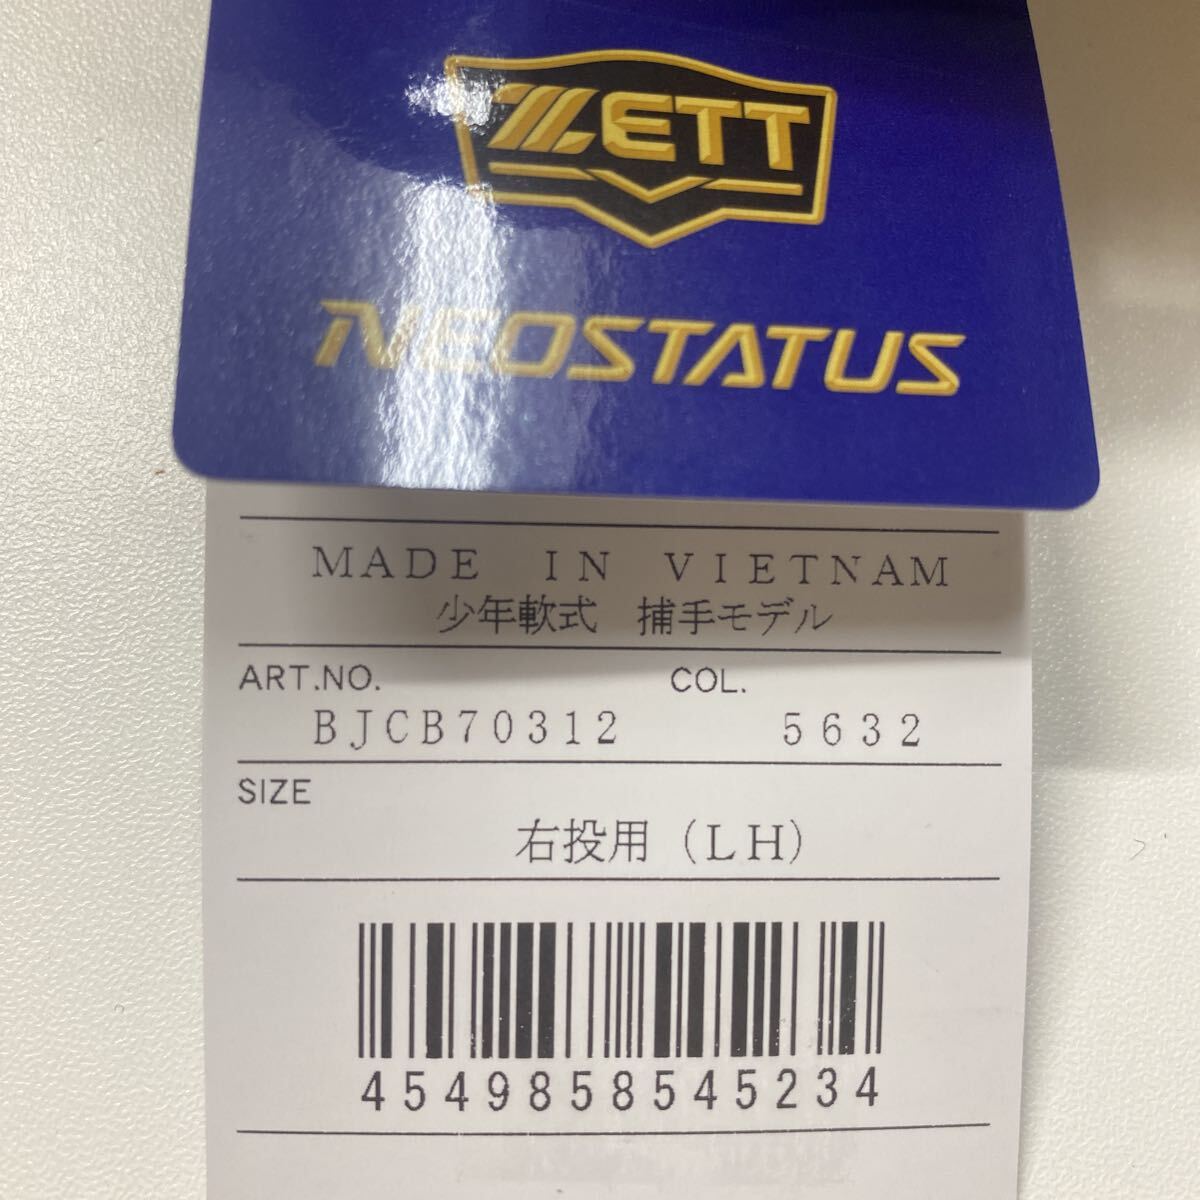 ZETT
NEOSTATUS
MADE IN VIETNAM
少年軟式 捕手モデル
ART.NO. COL.
BJCB70312 5632
SIZE
右投用（LH）
4549858545234